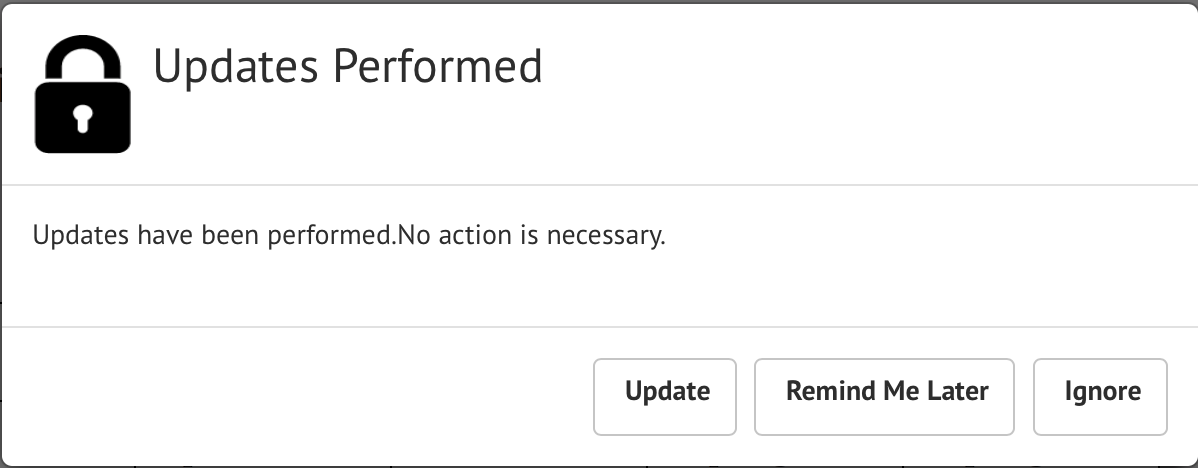 Updates Performed
Updates have been performed.No action is necessary.
Update
Remind Me Later
Ignore